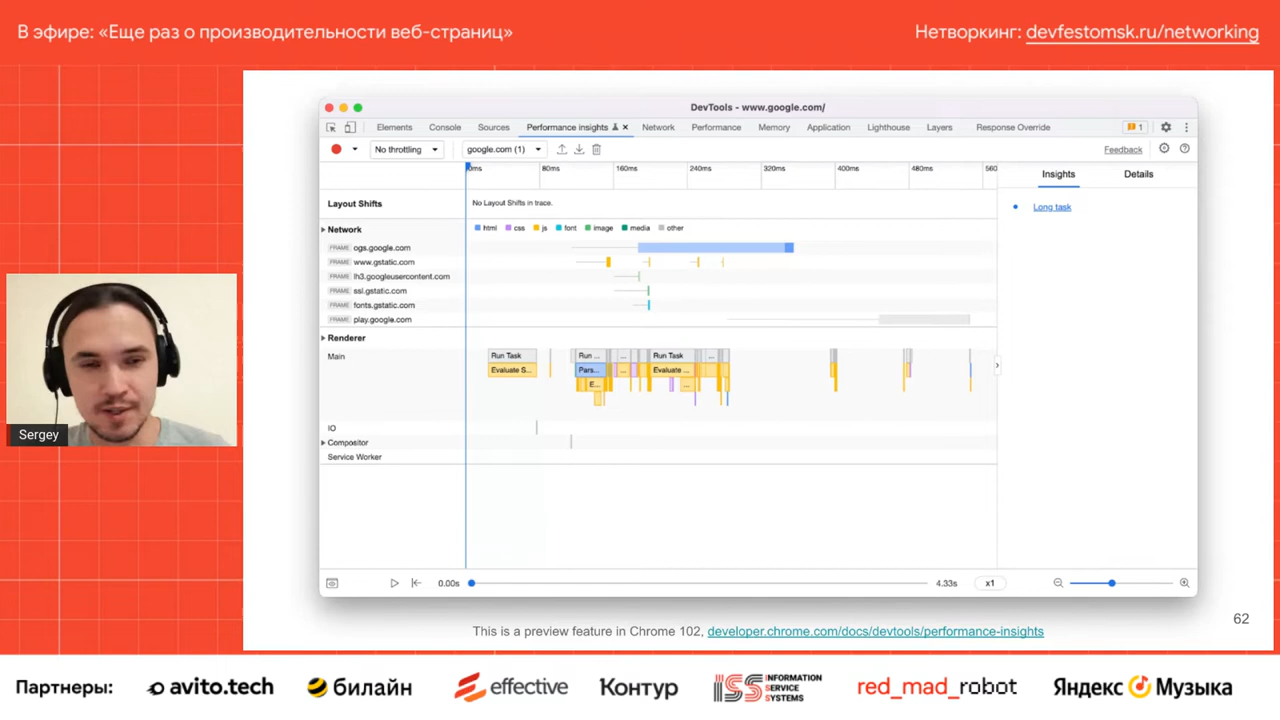 В эфире: «Еще раз о производительности веб-страниц»
Нетворкинг: devfestomsk.ru/networking
DevTools - www.google.com/
Elements Console Sources Performance insights Network Performance Memory Application Lighthouse Layers Response Override 1
No throttling google.com (1) Feedback
0ms 80ms 160ms 240ms 320ms 400ms 480ms 560
Insights Details
Long task
Layout Shifts No Layout Shifts in trace.
Network html css js font image media other
FRAME ogs.google.com
FRAME www.gstatic.com
FRAME lh3.googleusercontent.com
FRAME ssl.gstatic.com
FRAME fonts.gstatic.com
FRAME play.google.com
Renderer
Main Run Task Run ... ... Run Task ...
Evaluate S... Pars... ... Evaluate ...
E... ...
IO
Compositor
Service Worker
0.00s 4.33s x1
Sergey
This is a preview feature in Chrome 102, developer.chrome.com/docs/devtools/performance-insights
62
Партнеры: avito.tech билайн effective Контур ISS INFORMATION SERVICE SYSTEMS red_mad_robot Яндекс Музыка